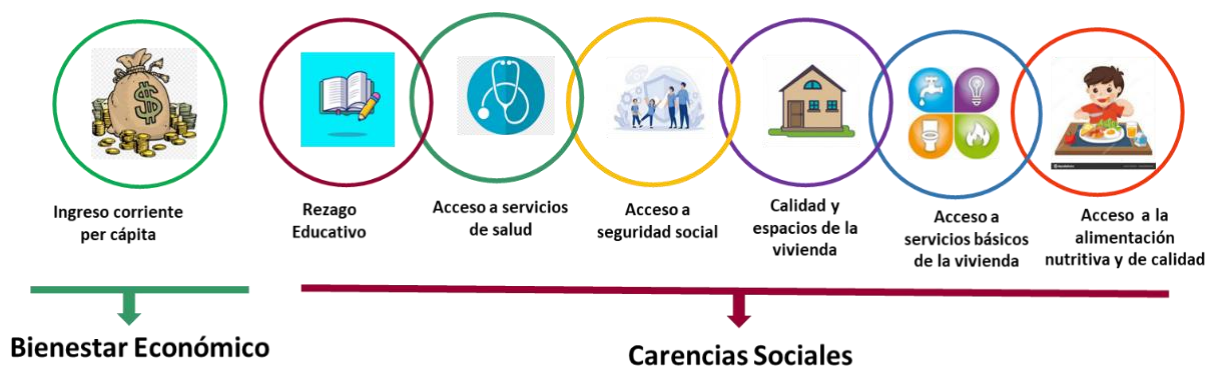 Ingreso corriente
per cápita
Rezago
Educativo
Acceso a servicios
de salud
Acceso a
seguridad social
Calidad y
espacios de la
vivienda
Acceso a
servicios básicos
de la vivienda
Acceso a la
alimentación
nutritiva y de calidad
Bienestar Económico
Carencias Sociales